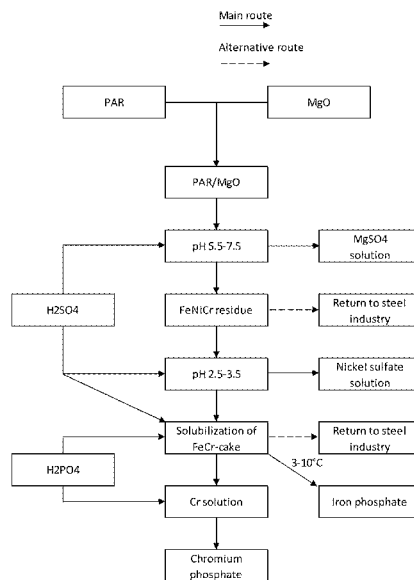 Main route
Alternative route
PAR
MgO
PAR/MgO
pH 5.5-7.5
MgSO4
solution
H2SO4
FeNiCr residue
Return to steel
industry
pH 2.5-3.5
Nickel sulfate
solution
Solubilization of
FeCr-cake
Return to steel
industry
3-10°C
H2PO4
Cr solution
Iron phosphate
Chromium
phosphate